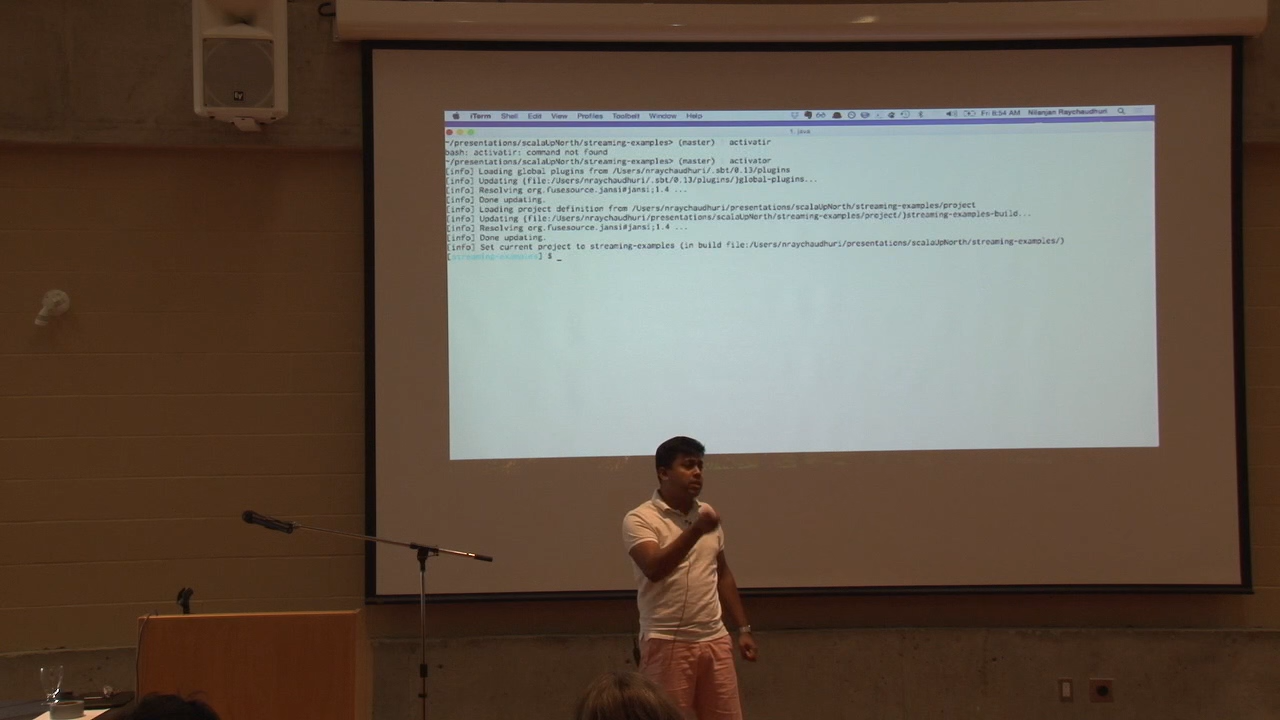 iTerm Shell Edit View Profiles Toolbelt Window Help Fri 8:54 AM Nilanjan Raychaudhuri
1. java
~/presentations/scalaUpNorth/streaming-examples> (master) activatir
bash: activatir: command not found
~/presentations/scalaUpNorth/streaming-examples> (master) activator
[info] Loading global plugins from /Users/nraychaudhuri/.sbt/0.13/plugins
[info] Updating {file:/Users/nraychaudhuri/.sbt/0.13/plugins/}global-plugins...
[info] Resolving org.fusesource.jansi#jansi;1.4 ...
[info] Done updating.
[info] Loading project definition from /Users/nraychaudhuri/presentations/scalaUpNorth/streaming-examples/project
[info] Updating {file:/Users/nraychaudhuri/presentations/scalaUpNorth/streaming-examples/project/}streaming-examples-build...
[info] Resolving org.fusesource.jansi#jansi;1.4 ...
[info] Done updating.
[info] Set current project to streaming-examples (in build file:/Users/nraychaudhuri/presentations/scalaUpNorth/streaming-examples/)
[streaming-examples] $ _